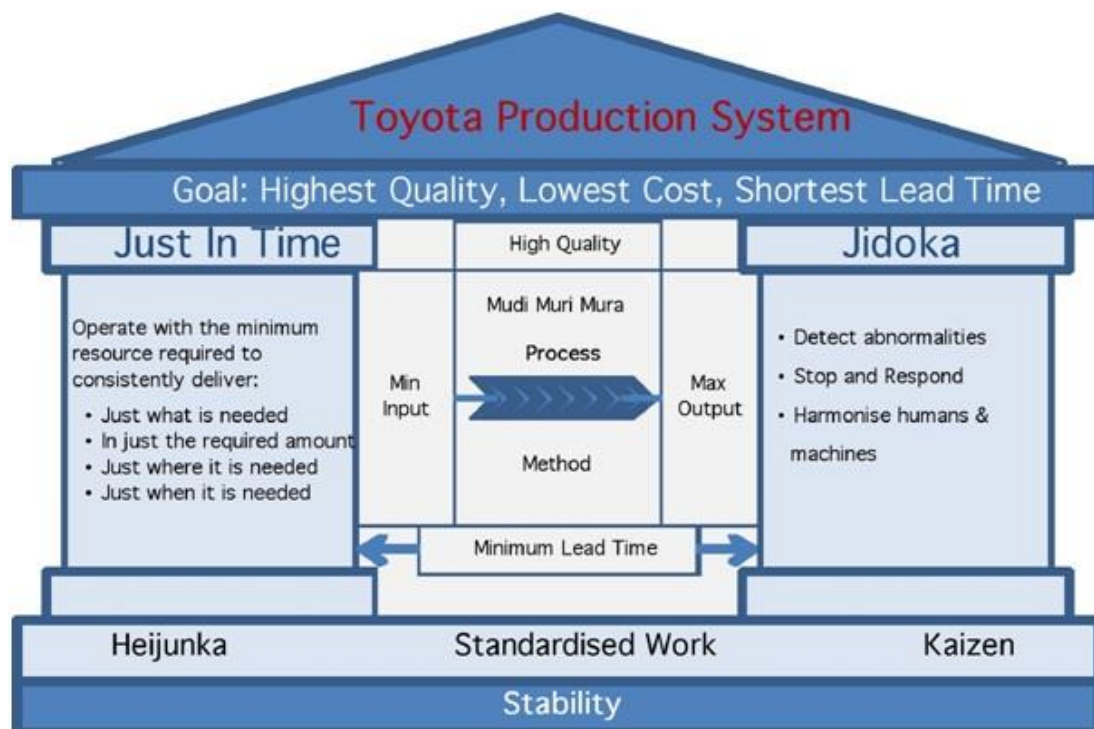 Toyota Production System
Goal: Highest Quality, Lowest Cost, Shortest Lead Time
Just In Time
Operate with the minimum
resource required to
consistently deliver:
• Just what is needed
• In just the required amount
• Just where it is needed
• Just when it is needed
High Quality
Mudi Muri Mura
Process
Min
Input
Max
Output
Method
Minimum Lead Time
Jidoka
• Detect abnormalities
• Stop and Respond
• Harmonise humans &
machines
Heijunka
Standardised Work
Kaizen
Stability